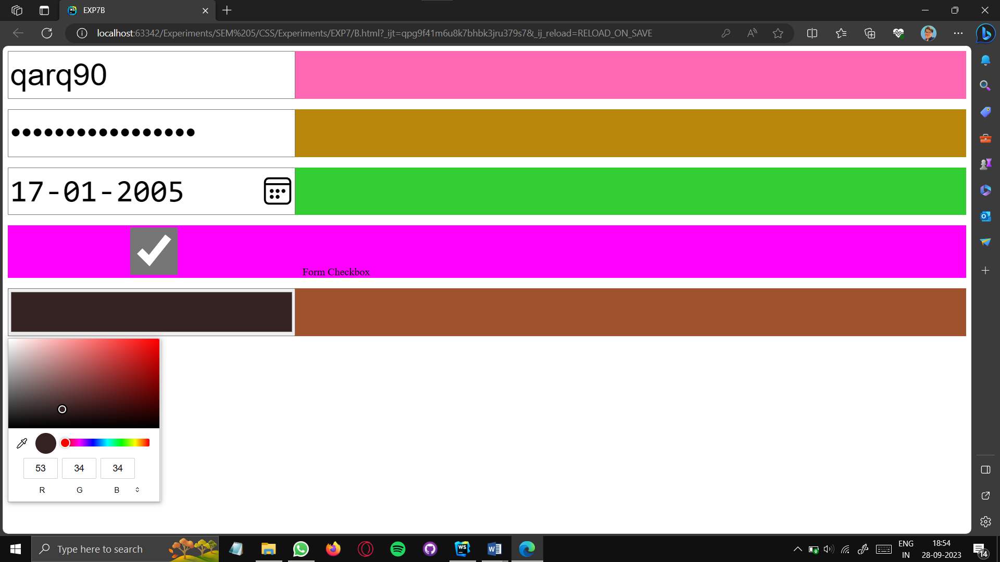 EXP7B
localhost:63342/Experiments/SEM%205/CSS/Experiments/EXP7/B.html?_ijt=qpg9f41m6u8k7bhbk3jru379s7&_ij_reload=RELOAD_ON_SAVE
qarq90
17-01-2005
Form Checkbox
53 34 34
R G B
Type here to search
ENG
IN
18:54
28-09-2023
14